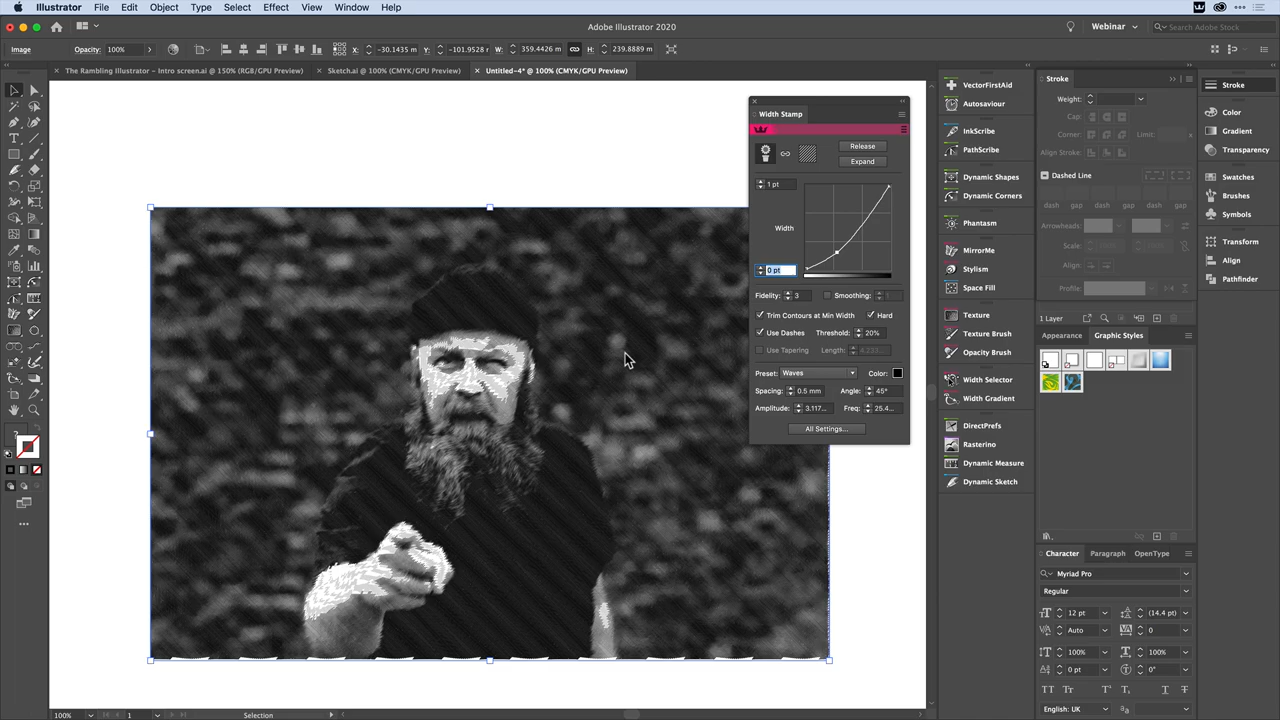 Illustrator File Edit Object Type Select Effect View Window Help
Adobe Illustrator 2020
Webinar
Search Adobe Stock
Image Opacity: 100% X: -30.1435 m Y: -101.9528 r W: 359.4426 m H: 239.8889 m
The Rambling Illustrator – Intro screen.ai @ 150% (RGB/GPU Preview)
Sketch.ai @ 100% (CMYK/GPU Preview)
Untitled-4* @ 100% (CMYK/GPU Preview)
Width Stamp
Release
Expand
1 pt
Width
0 pt
Fidelity: 3 Smoothing:
Trim Contours at Min Width Hard
Use Dashes Threshold: 20%
Use Tapering Length:
Preset: Waves Color:
Spacing: 0.5 mm Angle: 45°
Amplitude: 3.117... Freq: 25.4...
All Settings...
VectorFirstAid
Autosaviour
InkScribe
PathScribe
Dynamic Shapes
Dynamic Corners
Phantasm
MirrorMe
Stylism
Space Fill
Texture
Texture Brush
Opacity Brush
Width Selector
Width Gradient
DirectPrefs
Rasterino
Dynamic Measure
Dynamic Sketch
Stroke
Weight:
Cap:
Corner: Limit:
Align Stroke:
Dashed Line
dash gap dash gap dash gap
Arrowheads:
Scale:
Align:
Profile:
1 Layer
Appearance Graphic Styles
Character Paragraph OpenType
Myriad Pro
Regular
12 pt (14.4 pt)
Auto 0
100% 100%
0 pt 0°
English: UK
Stroke
Color
Gradient
Transparency
Swatches
Brushes
Symbols
Transform
Align
Pathfinder
100% 1 Selection